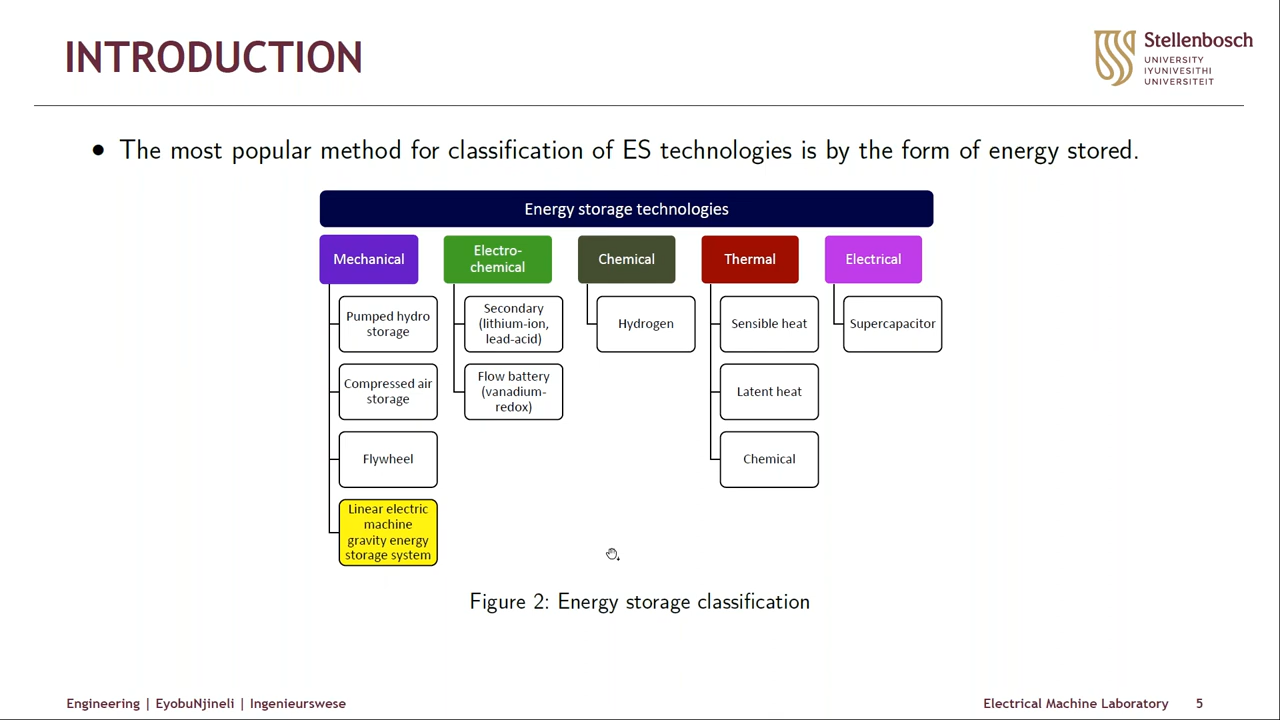 INTRODUCTION
Stellenbosch
UNIVERSITY
IYUNIVESITHI
UNIVERSITEIT
• The most popular method for classification of ES technologies is by the form of energy stored.
Energy storage technologies
Mechanical
Pumped hydro
storage
Compressed air
storage
Flywheel
Linear electric
machine
gravity energy
storage system
Electro-
chemical
Secondary
(lithium-ion,
lead-acid)
Flow battery
(vanadium-
redox)
Chemical
Hydrogen
Thermal
Sensible heat
Latent heat
Chemical
Electrical
Supercapacitor
Figure 2: Energy storage classification
Engineering | EyobuNjineli | Ingenieurswese
Electrical Machine Laboratory 5